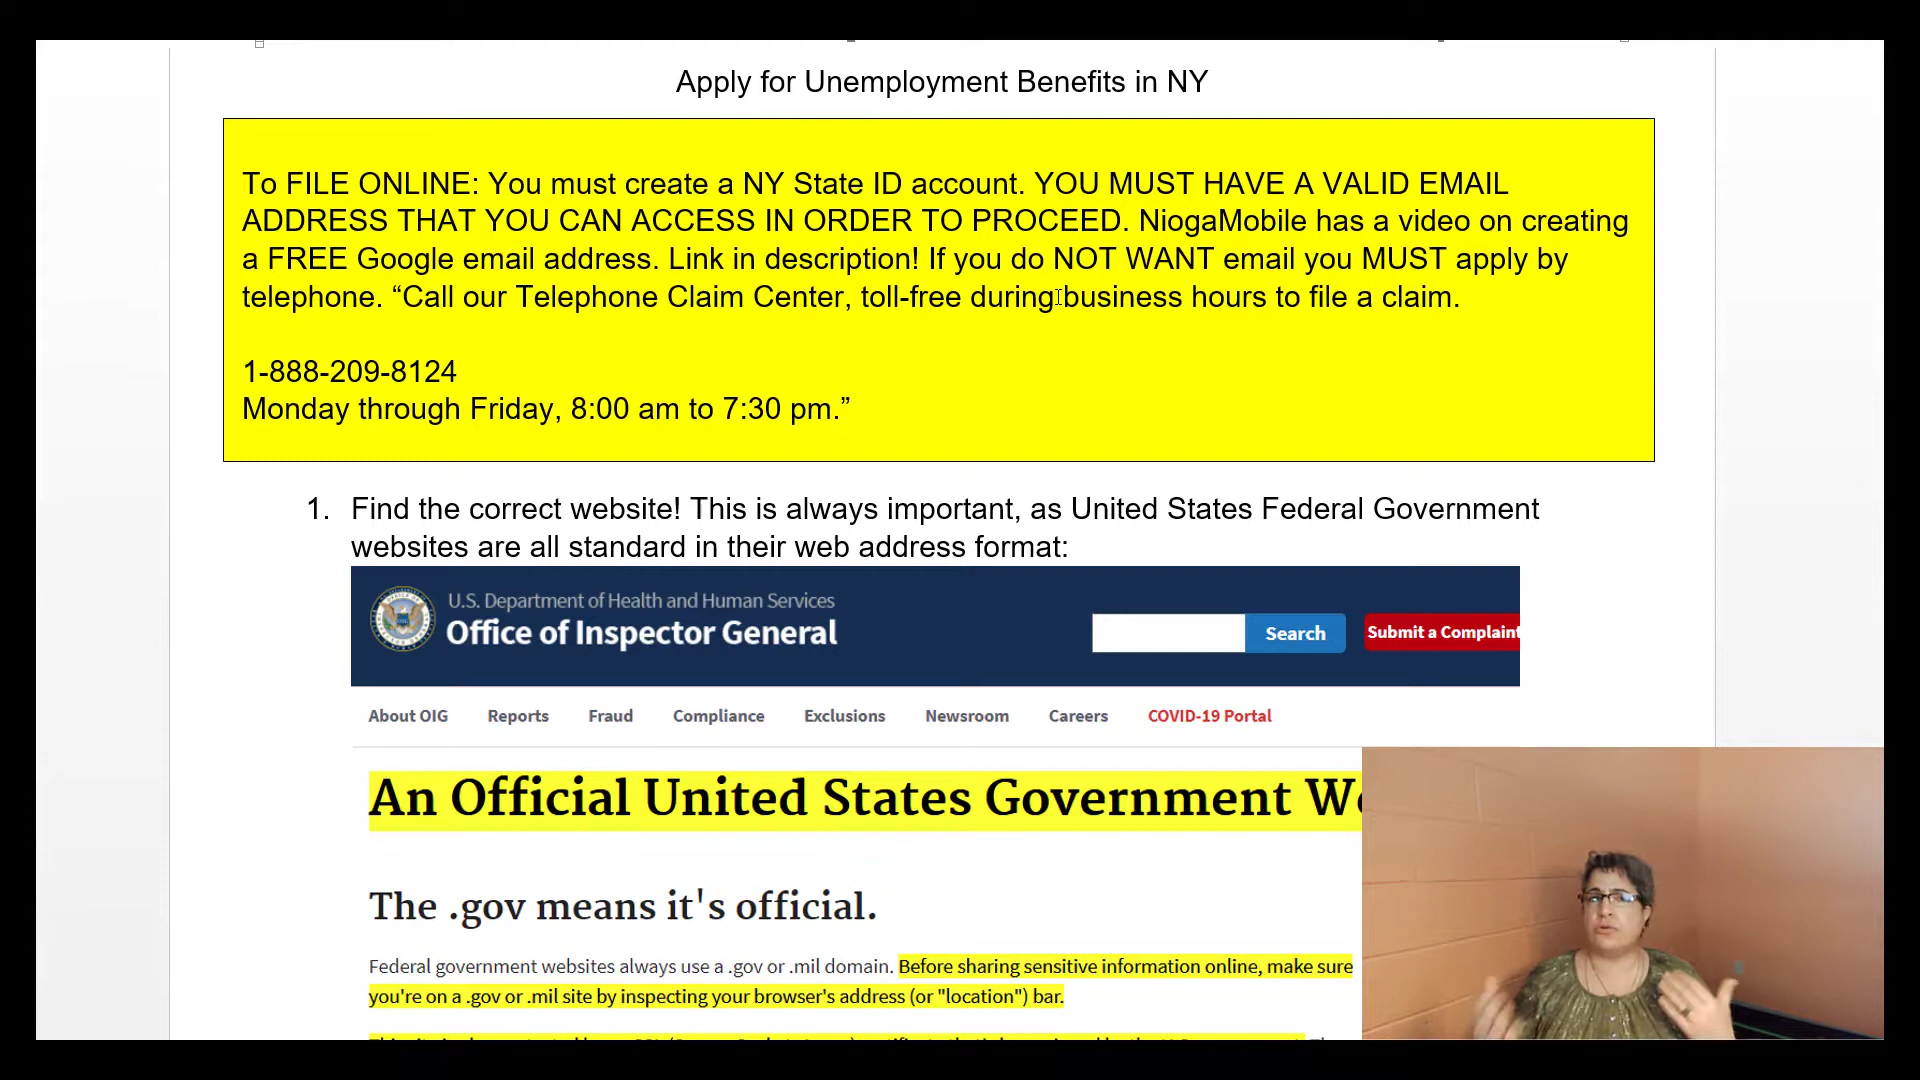 Apply for Unemployment Benefits in NY
To FILE ONLINE: You must create a NY State ID account. YOU MUST HAVE A VALID EMAIL
ADDRESS THAT YOU CAN ACCESS IN ORDER TO PROCEED. NiogaMobile has a video on creating
a FREE Google email address. Link in description! If you do NOT WANT email you MUST apply by
telephone. “Call our Telephone Claim Center, toll-free during business hours to file a claim.
1-888-209-8124
Monday through Friday, 8:00 am to 7:30 pm.”
1. Find the correct website! This is always important, as United States Federal Government
websites are all standard in their web address format:
U.S. Department of Health and Human Services
Office of Inspector General
Search
Submit a Complaint
About OIG Reports Fraud Compliance Exclusions Newsroom Careers COVID-19 Portal
An Official United States Government
The .gov means it's official.
Federal government websites always use a .gov or .mil domain. Before sharing sensitive information online, make sure
you're on a .gov or .mil site by inspecting your browser's address (or "location") bar.